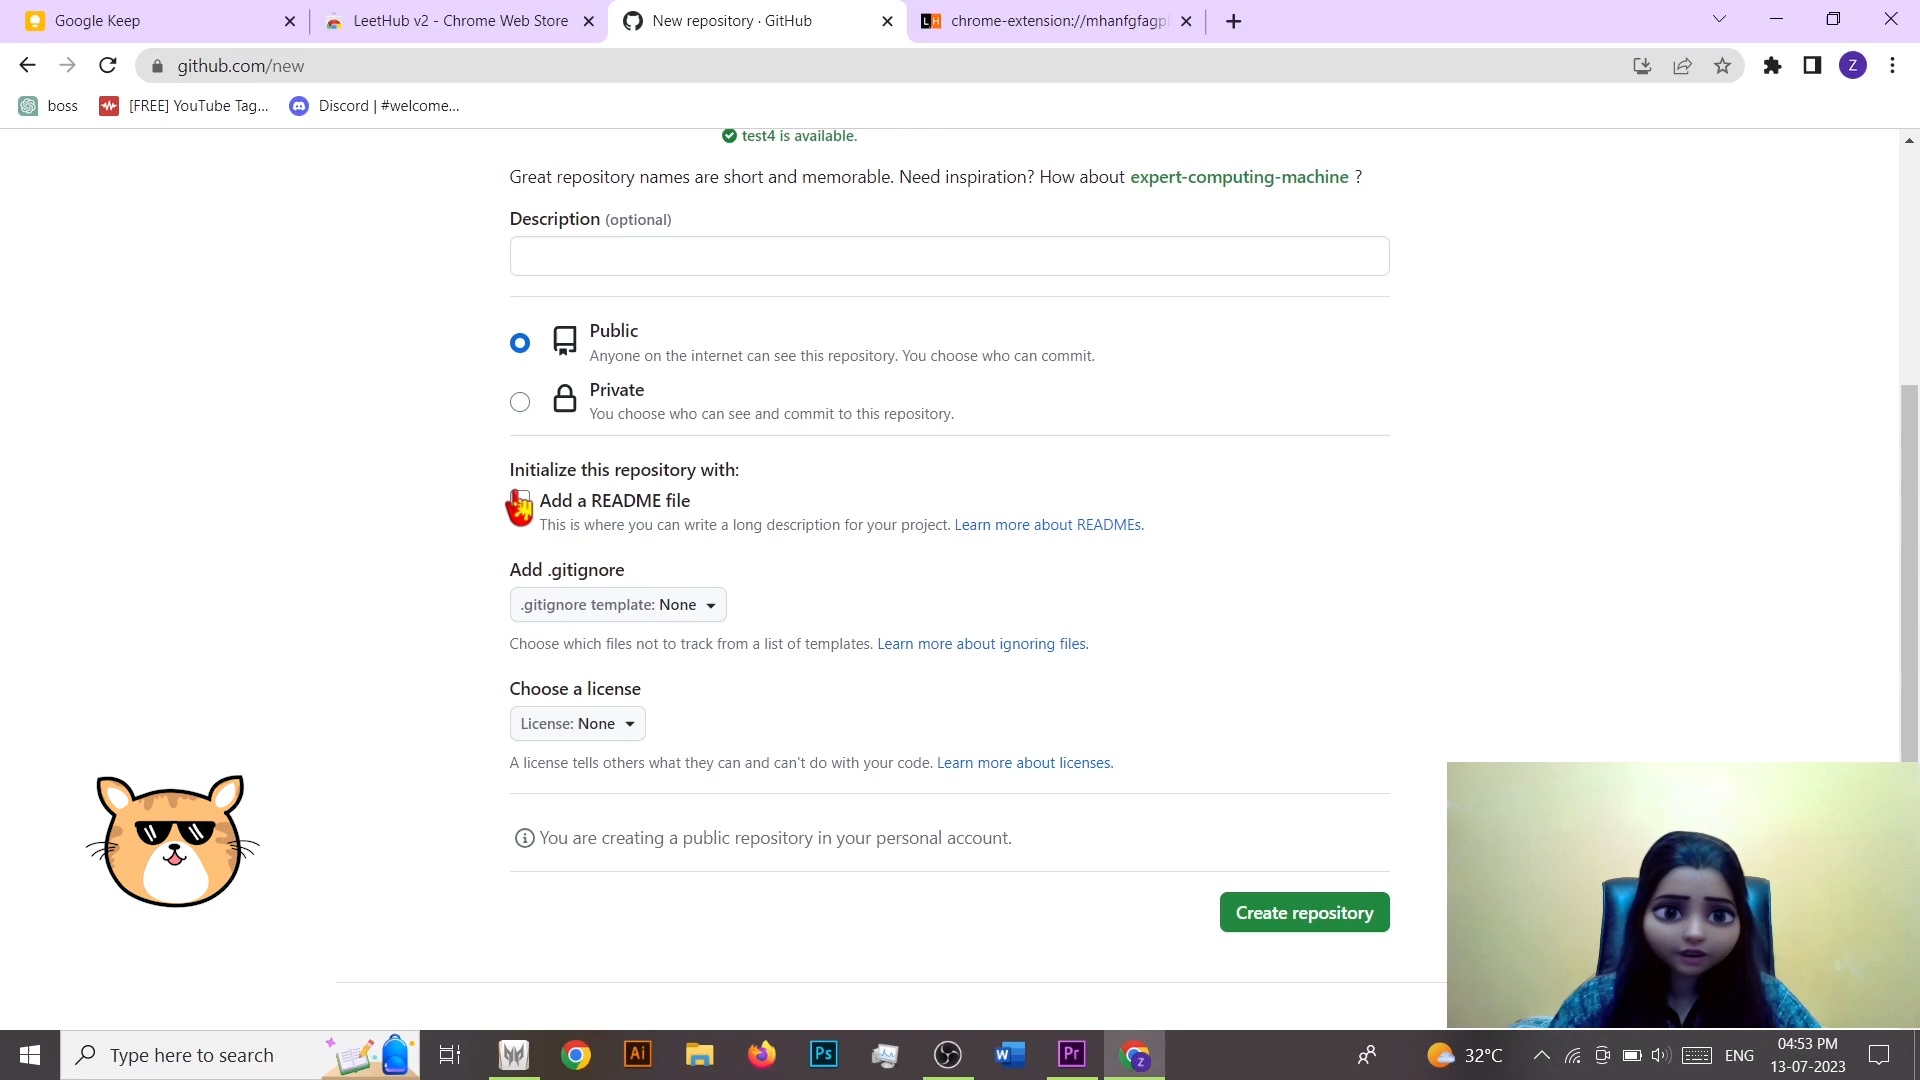 Google Keep
LeetHub v2 - Chrome Web Store
New repository · GitHub
chrome-extension://mhanfgfagpl
github.com/new
Z
boss
[FREE] YouTube Tag...
Discord | #welcome...
test4 is available.
Great repository names are short and memorable. Need inspiration? How about expert-computing-machine ?
Description (optional)
Public
Anyone on the internet can see this repository. You choose who can commit.
Private
You choose who can see and commit to this repository.
Initialize this repository with:
Add a README file
This is where you can write a long description for your project. Learn more about READMEs.
Add .gitignore
.gitignore template: None
Choose which files not to track from a list of templates. Learn more about ignoring files.
Choose a license
License: None
A license tells others what they can and can't do with your code. Learn more about licenses.
You are creating a public repository in your personal account.
Create repository
Type here to search
Ai
Ps
W
Pr
Z
32°C
ENG
04:53 PM
13-07-2023